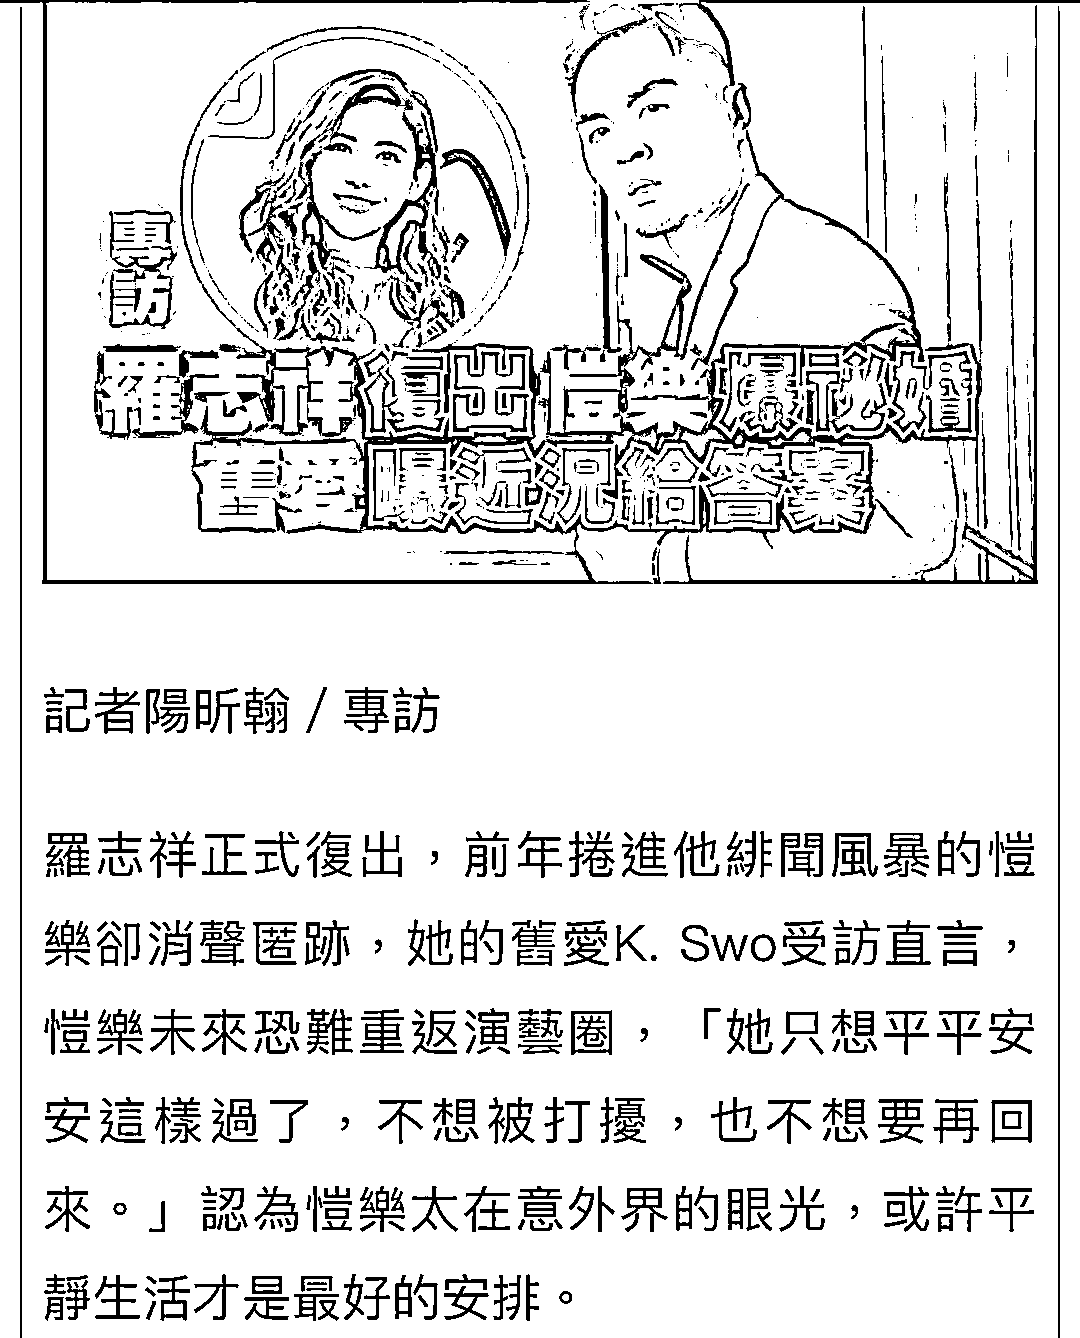 專訪
羅志祥復出 愷樂爆祕婚
舊愛曝近況給答案
記者陽昕翰/專訪
羅志祥正式復出,前年捲進他緋聞風暴的愷
樂卻消聲匿跡,她的舊愛K. Swo受訪直言,
愷樂未來恐難重返演藝圈,「她只想平平安
安這樣過了,不想被打擾,也不想要再回
來。」認為愷樂太在意外界的眼光,或許平
靜生活才是最好的安排。